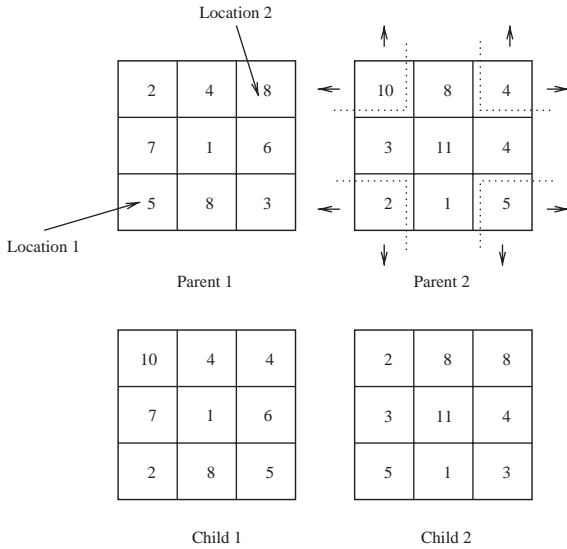 Location 2
2 4 8
7 1 6
5 8 3
Location 1
Parent 1
10 8 4
3 11 4
2 1 5
Parent 2
10 4 4
7 1 6
2 8 5
Child 1
2 8 8
3 11 4
5 1 3
Child 2